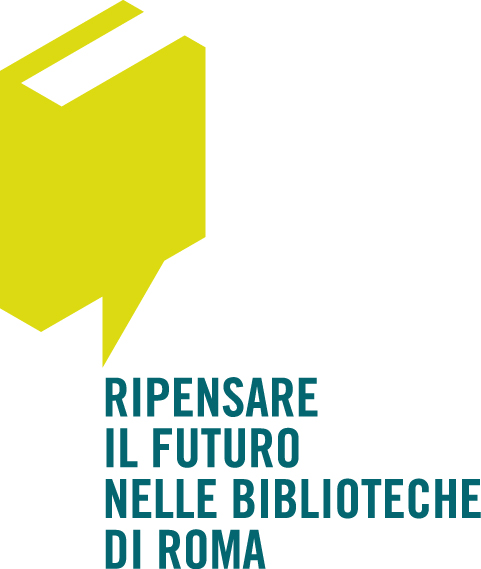 RIPENSARE
IL FUTURO
NELLE BIBLIOTECHE
DI ROMA